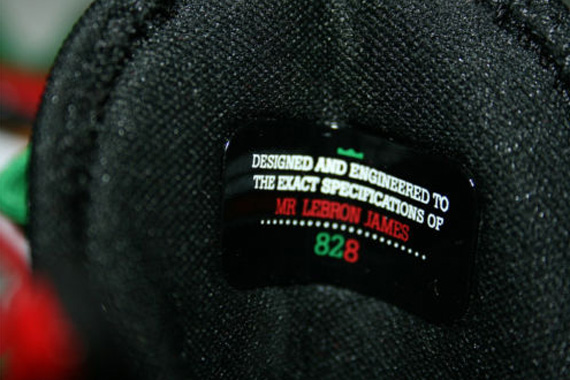 DESIGNED AND ENGINEERED TO
THE EXACT SPECIFICATIONS OF
MR LEBRON JAMES
828